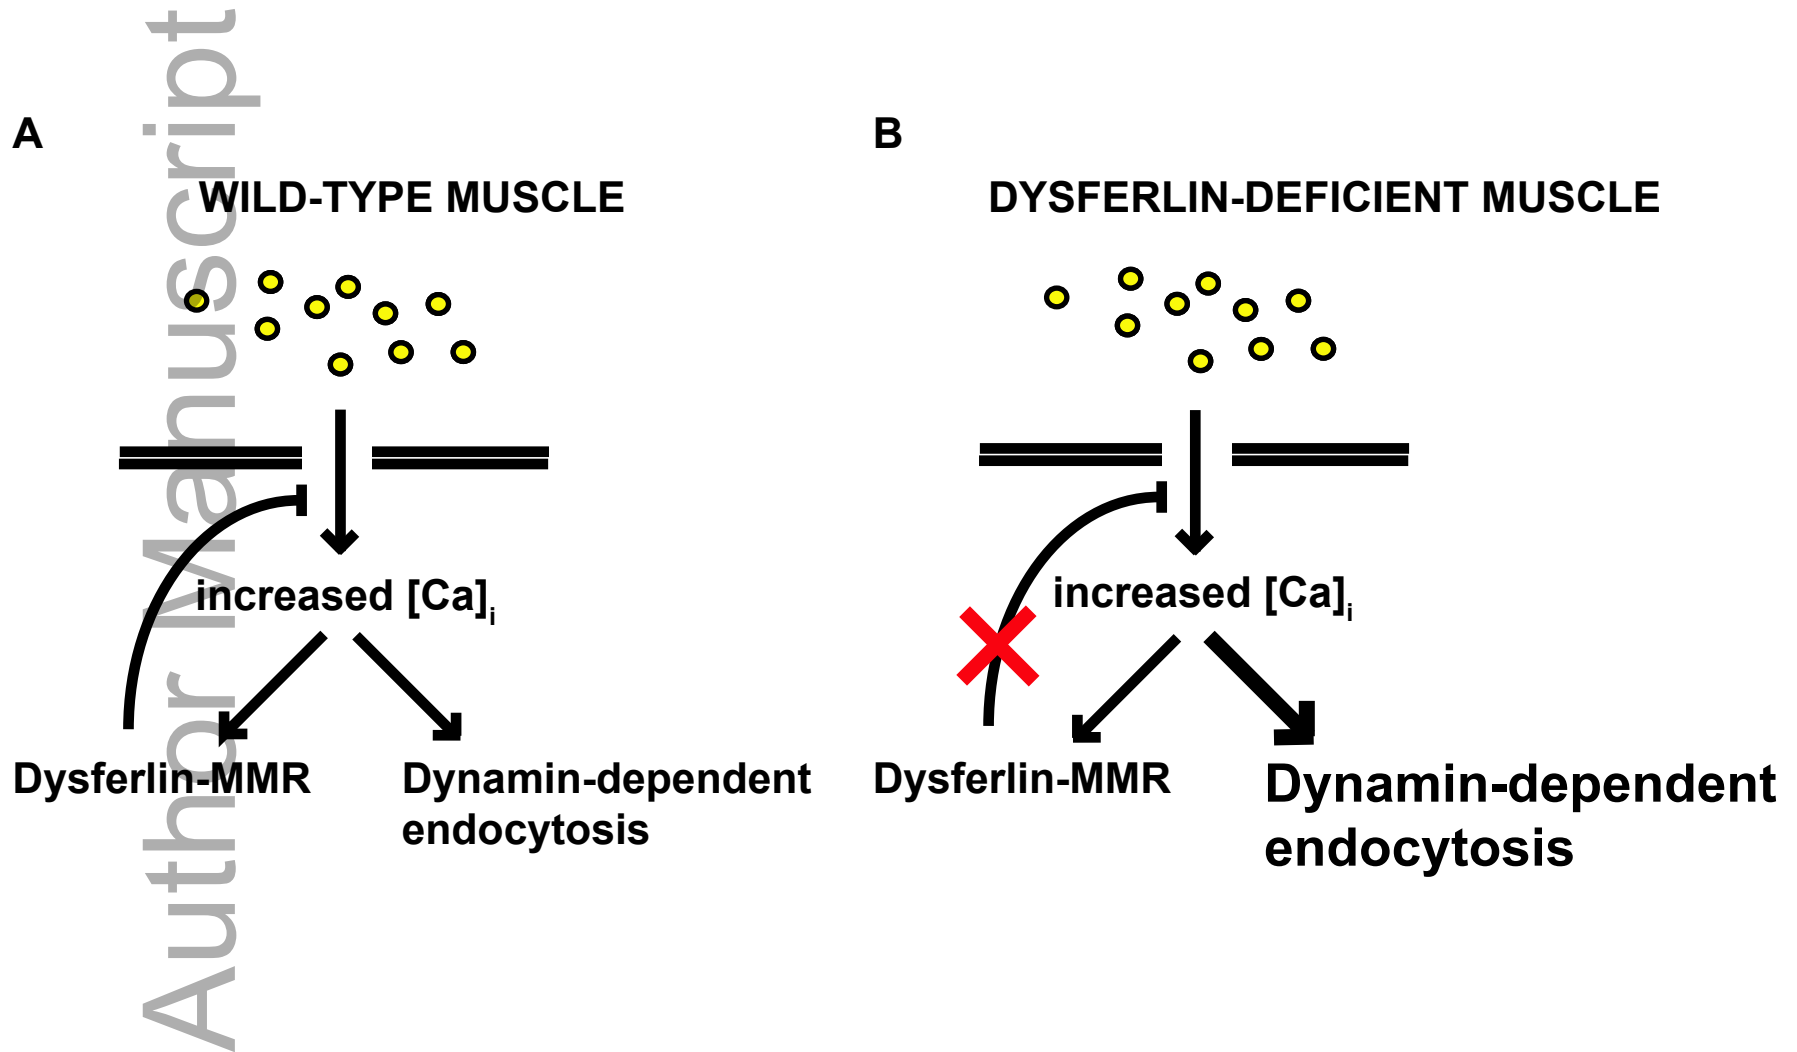 Author Manuscript
A
WILD-TYPE MUSCLE
increased [Ca]i
Dysferlin-MMR
Dynamin-dependent
endocytosis
B
DYSFERLIN-DEFICIENT MUSCLE
increased [Ca]i
Dysferlin-MMR
Dynamin-dependent
endocytosis